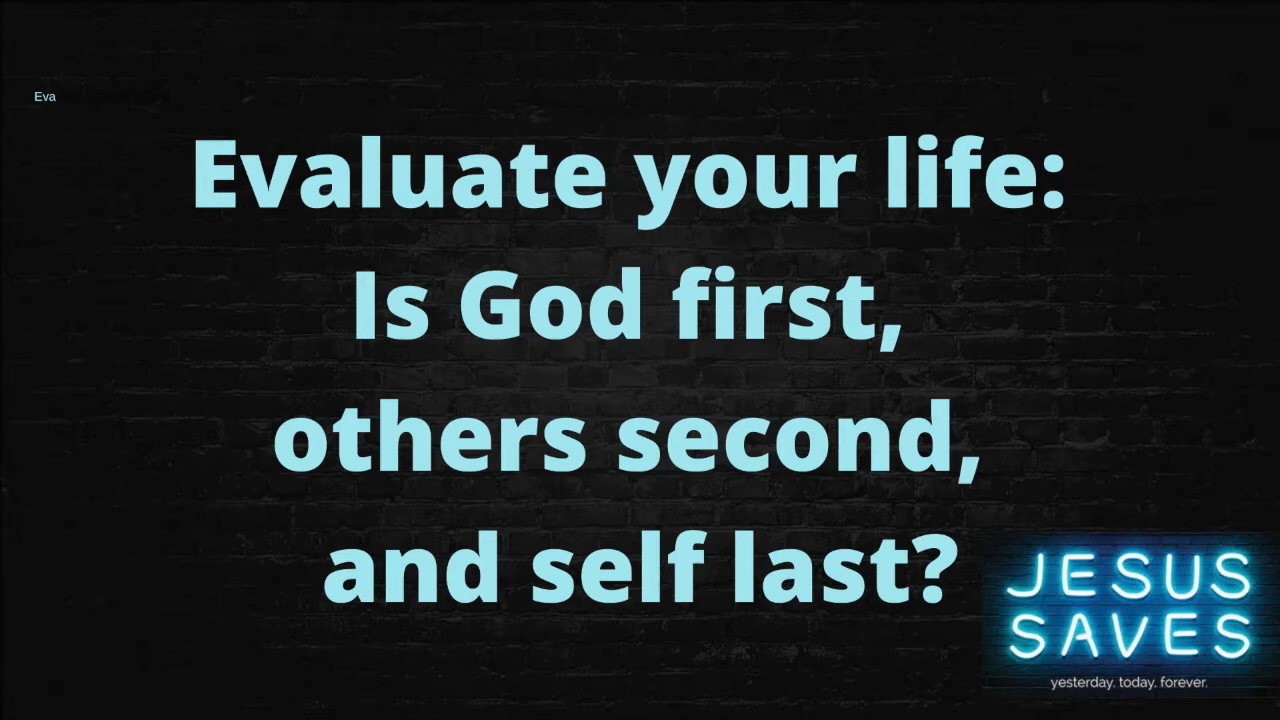 Eva
Evaluate your life:
Is God first,
others second,
and self last?
JESUS
SAVES
yesterday. today. forever.